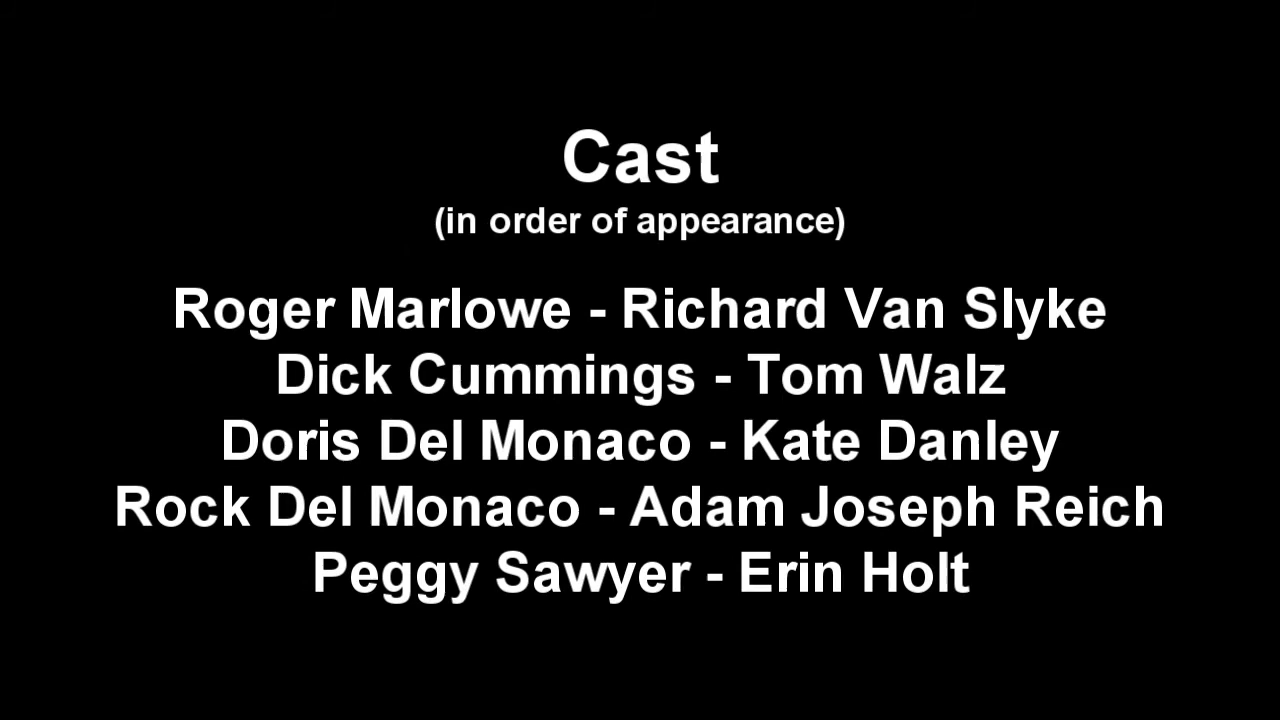 Cast
(in order of appearance)
Roger Marlowe - Richard Van Slyke
Dick Cummings - Tom Walz
Doris Del Monaco - Kate Danley
Rock Del Monaco - Adam Joseph Reich
Peggy Sawyer - Erin Holt